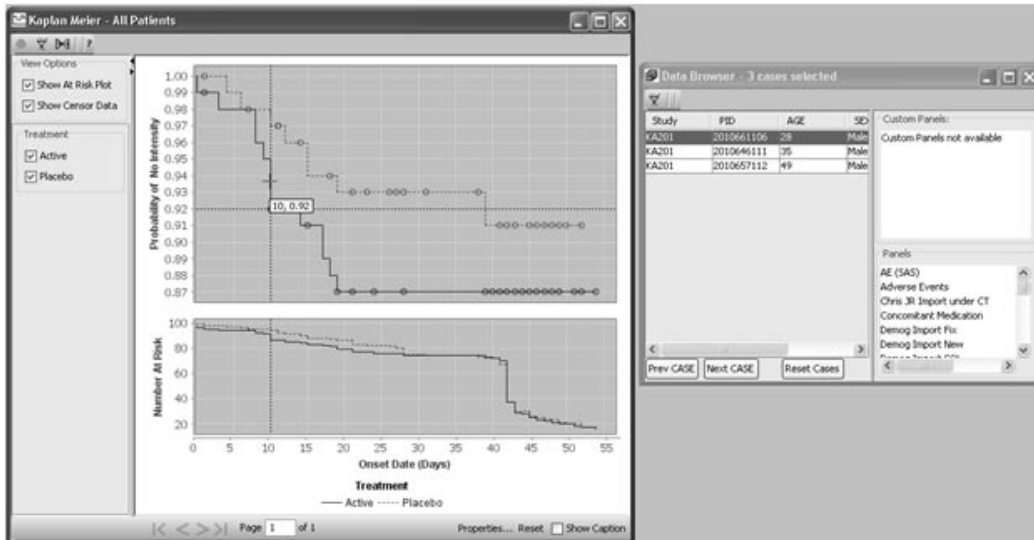 Kaplan Meier - All Patients
View Options
Show At Risk Plot
Show Censor Data
Treatment
Active
Placebo
Probability of No Intensity
1.00
0.99
0.98
0.97
0.96
0.95
0.94
0.93
0.92
0.91
0.90
0.89
0.88
0.87
10, 0.92
Number At Risk
100
80
60
40
20
0 5 10 15 20 25 30 35 40 45 50 55
Onset Date (Days)
Treatment
Active Placebo
Page 1 of 1 Properties... Reset Show Caption
Data Browser - 3 cases selected
Study PID AGE SEX
KA201 2010661106 28 Male
KA201 2010646111 35 Male
KA201 2010657112 49 Male
Prev CASE Next CASE Reset Cases
Custom Panels:
Custom Panels not available
Panels
AE (SAS)
Adverse Events
Chris JR Import under CT
Concomitant Medication
Demog Import Fix
Demog Import New